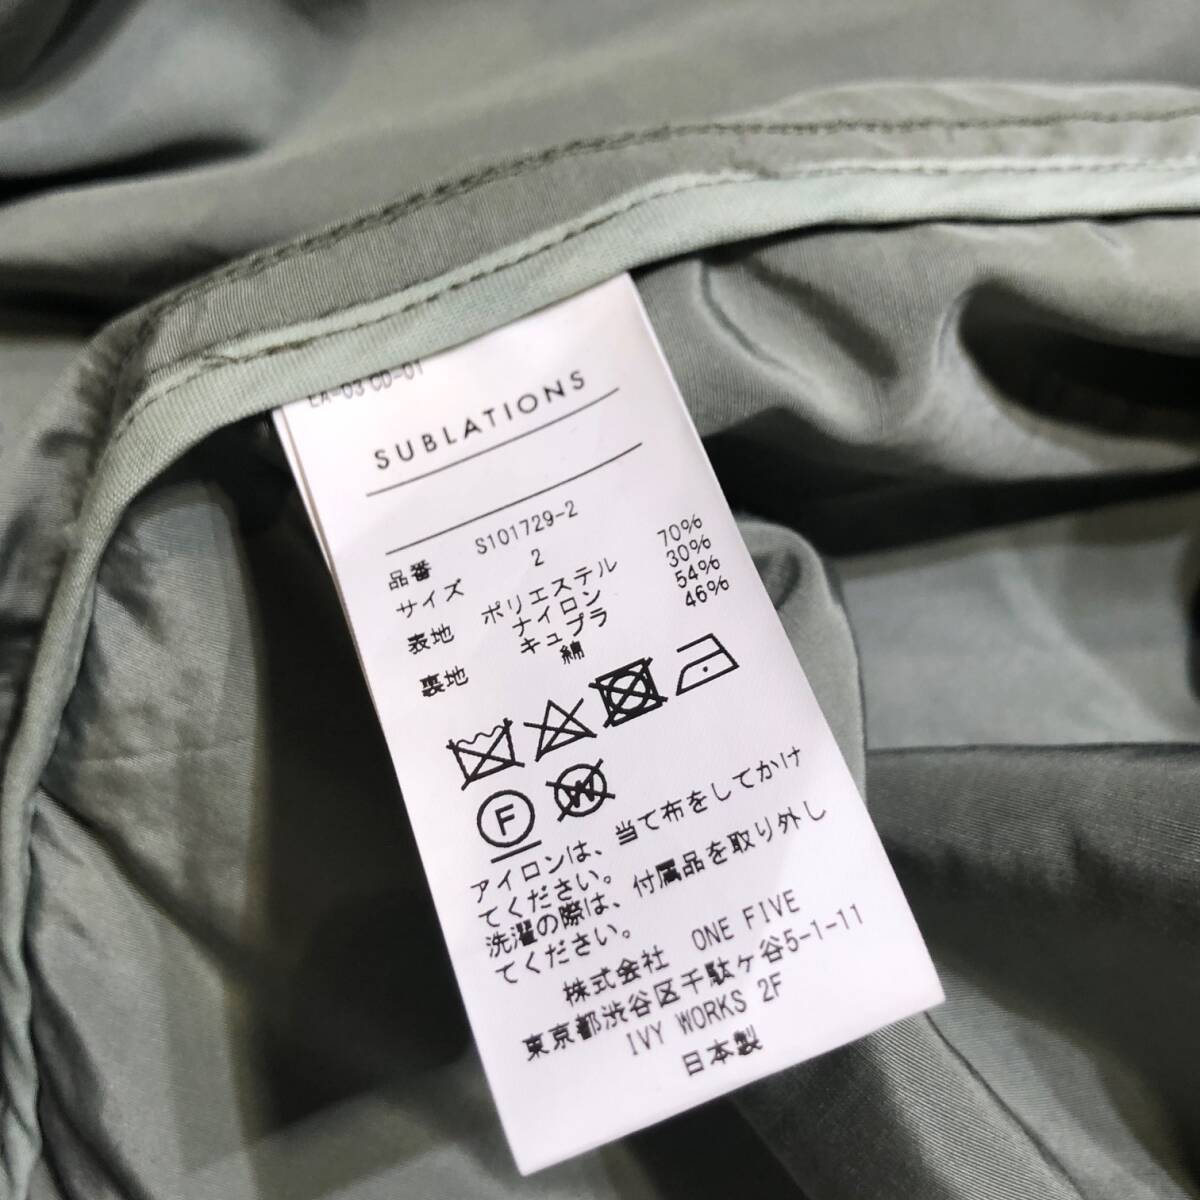 LA-03 CD-01
SUBLATIONS
品番 S101729-2
サイズ 2
表地 ポリエステル 70%
ナイロン 30%
裏地 キュプラ 54%
綿 46%
F W
アイロンは、当て布をしてかけ
てください。
洗濯の際は、付属品を取り外し
てください。
株式会社 ONE FIVE
東京都渋谷区千駄ヶ谷5-1-11
IVY WORKS 2F
日本製